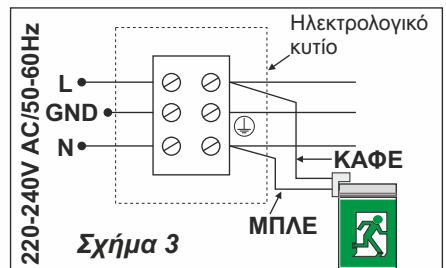 220-240V AC/50-60Hz
Ηλεκτρολογικό
κυτίο
L
GND
N
ΚΑΦΕ
ΜΠΛΕ
Σχήμα 3